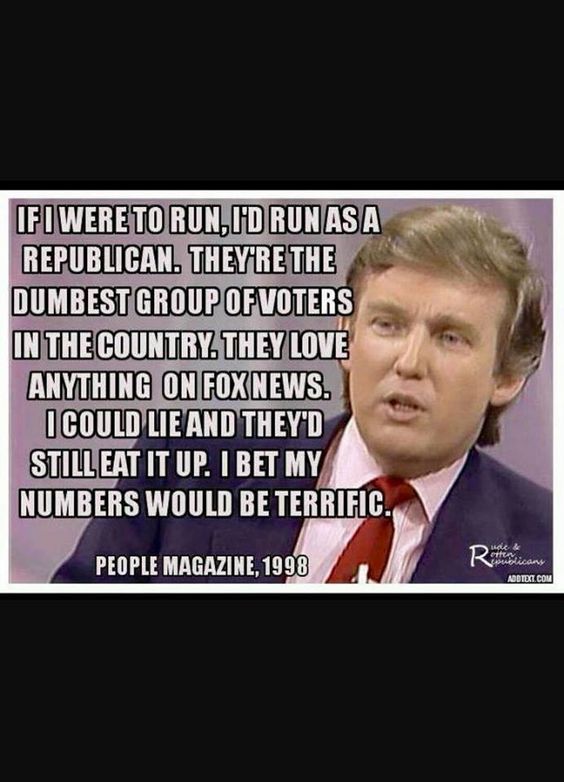 IF I WERE TO RUN, I'D RUN AS A
REPUBLICAN. THEY'RE THE
DUMBEST GROUP OF VOTERS
IN THE COUNTRY. THEY LOVE
ANYTHING ON FOX NEWS.
I COULD LIE AND THEY'D
STILL EAT IT UP. I BET MY
NUMBERS WOULD BE TERRIFIC.
PEOPLE MAGAZINE, 1998
Rude &
Rotten
Republicans
ADDTEXT.COM